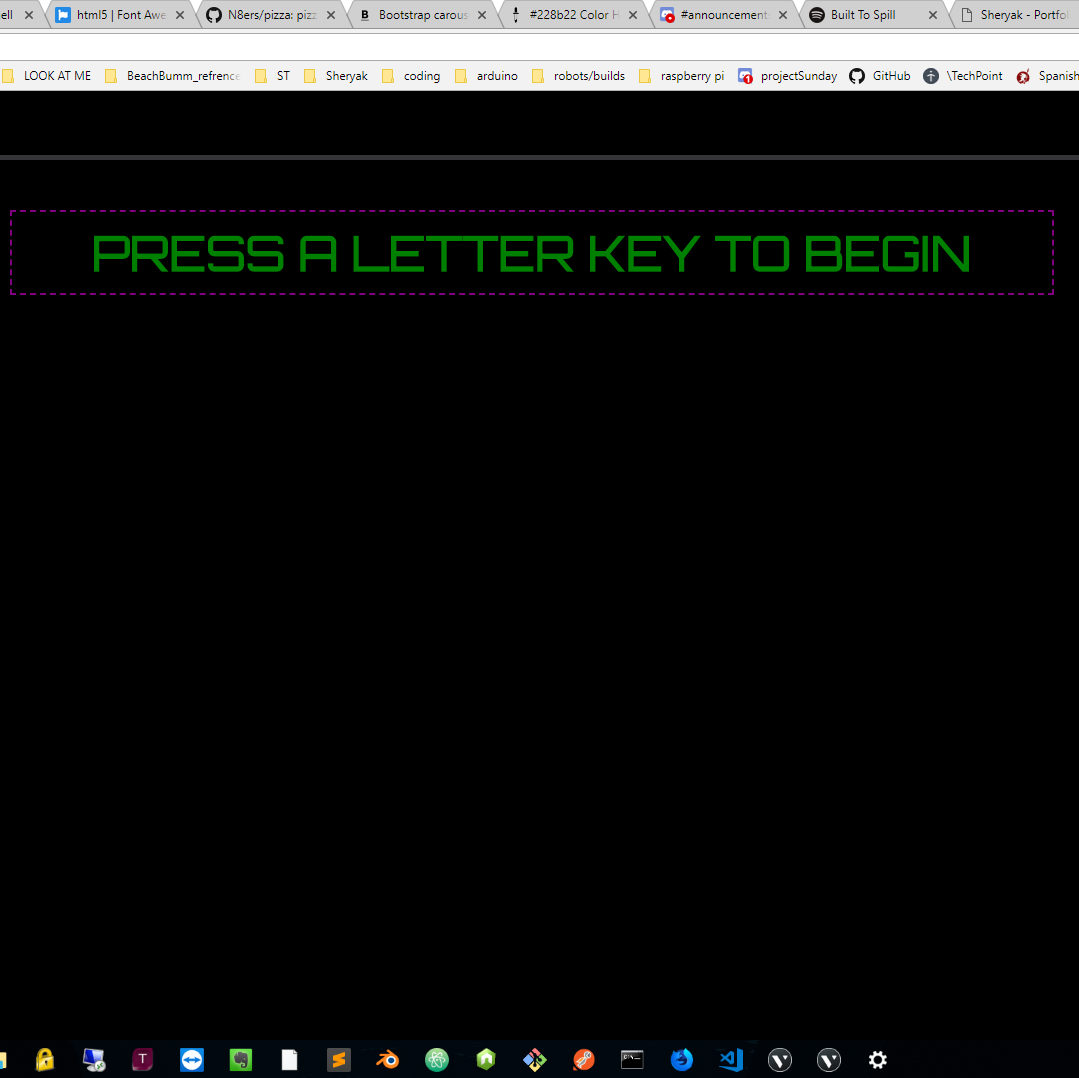 ell html5 | Font Awe N8ers/pizza: piz Bootstrap carous #228b22 Color H #announcement Built To Spill Sheryak - Portfol
LOOK AT ME BeachBumm_refrence ST Sheryak coding arduino robots/builds raspberry pi projectSunday GitHub \TechPoint Spanish
PRESS A LETTER KEY TO BEGIN